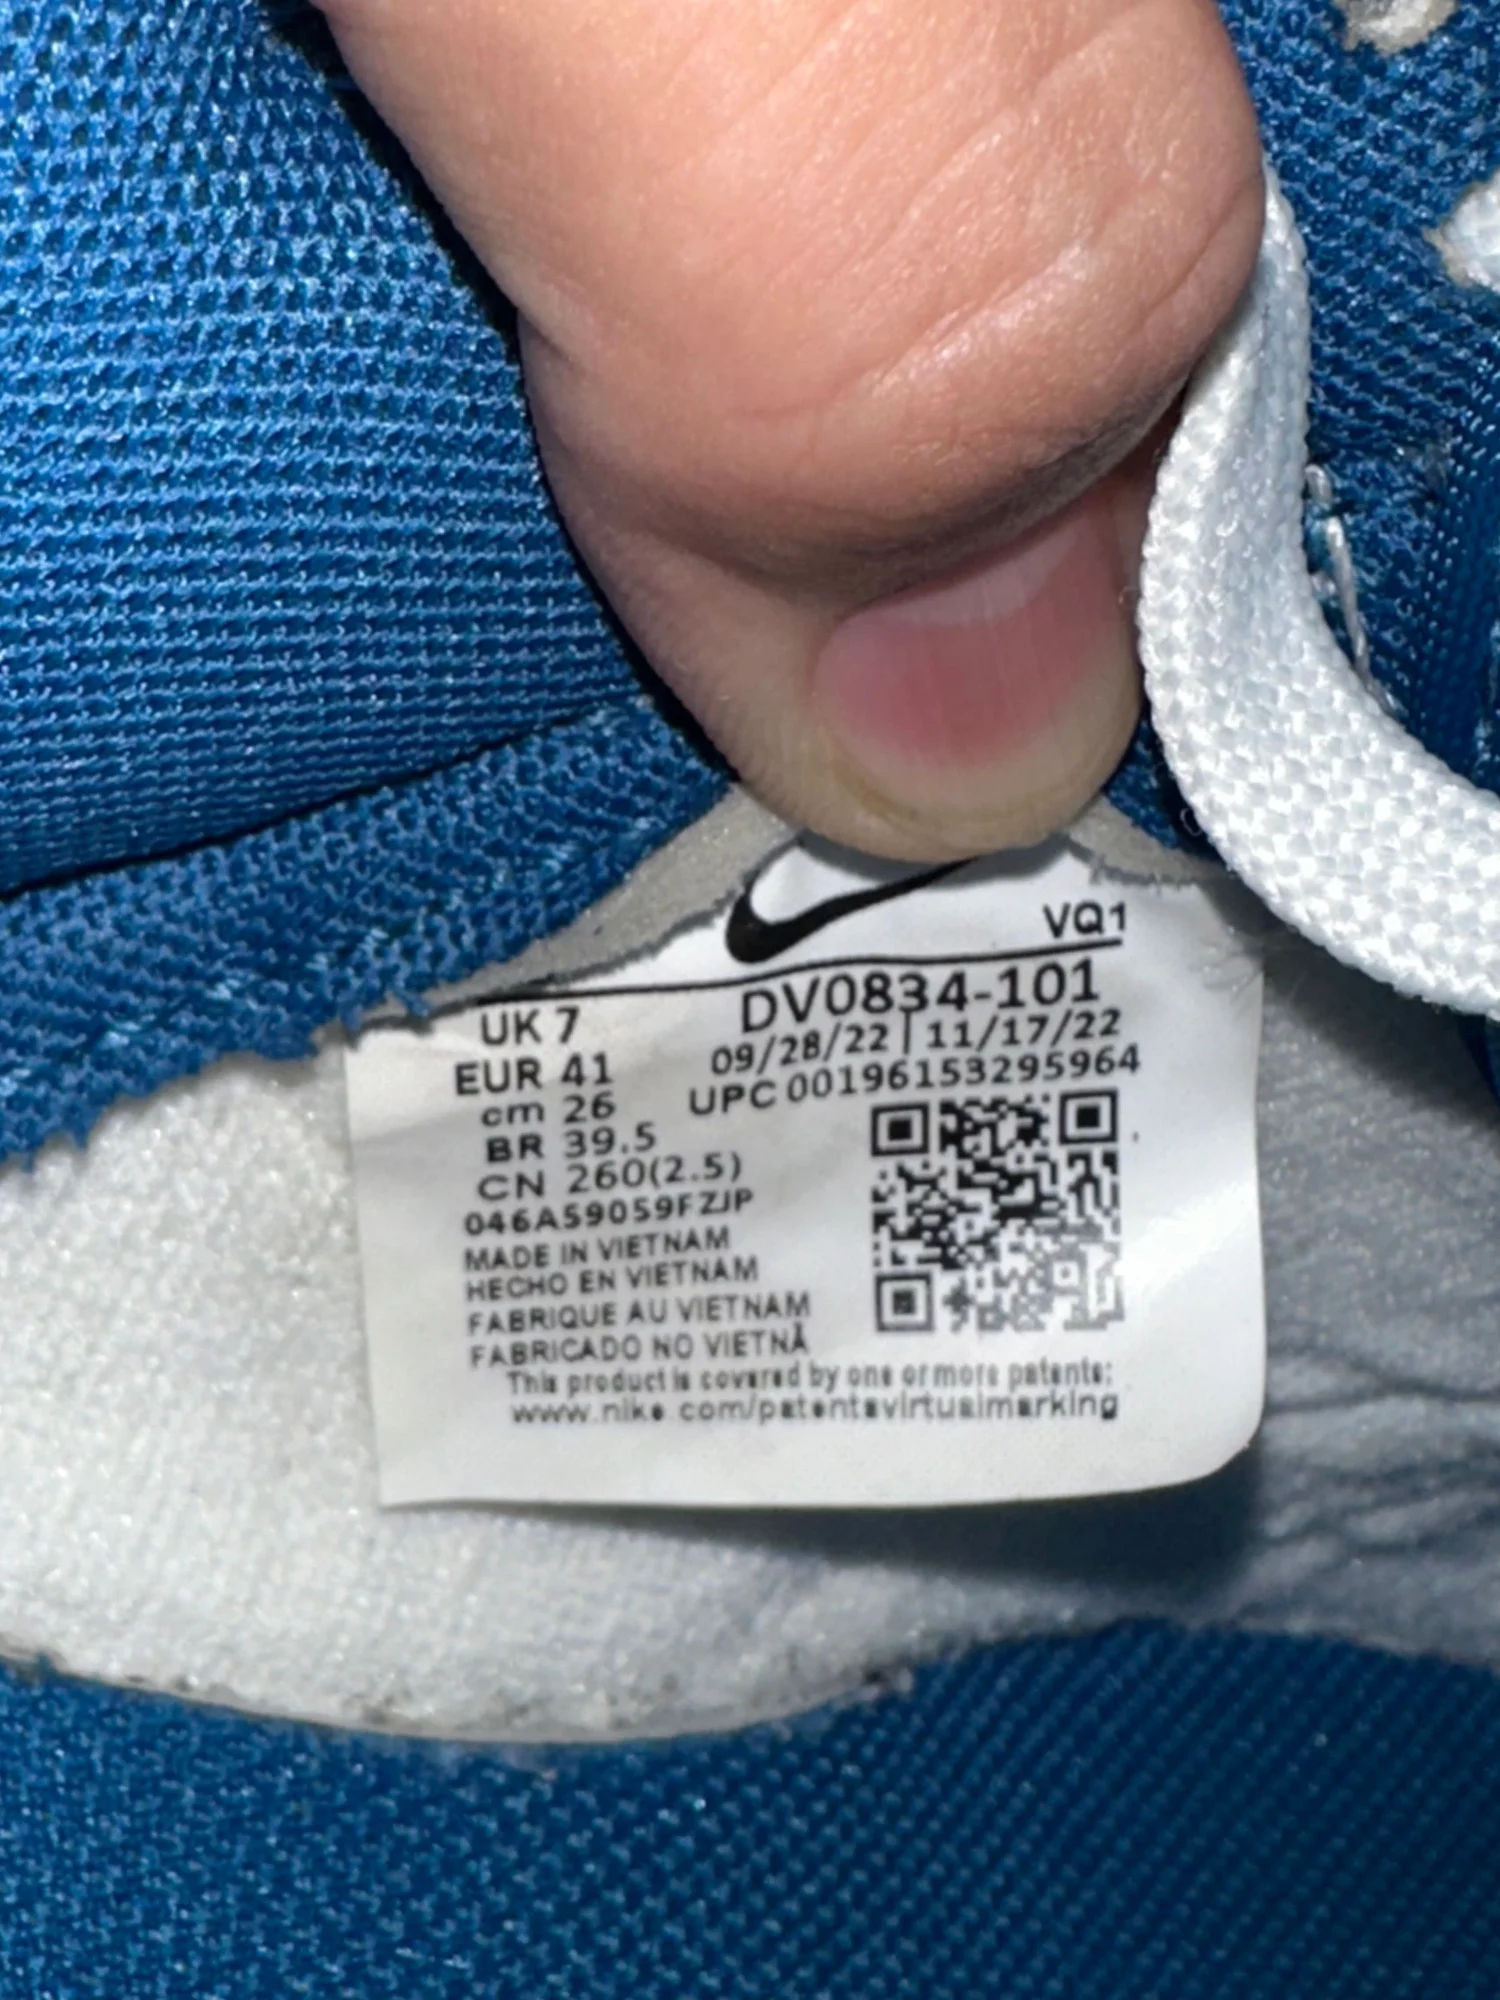 VQ1
UK 7 DV0834-101
EUR 41 09/28/22 | 11/17/22
cm 26 UPC 00196153295964
BR 39.5
CN 260(2.5)
046A59059FZJP
MADE IN VIETNAM
HECHO EN VIETNAM
FABRIQUE AU VIETNAM
FABRICADO NO VIETNÃ
This product is covered by one or more patents:
www.nike.com/patentsvirtualmarking